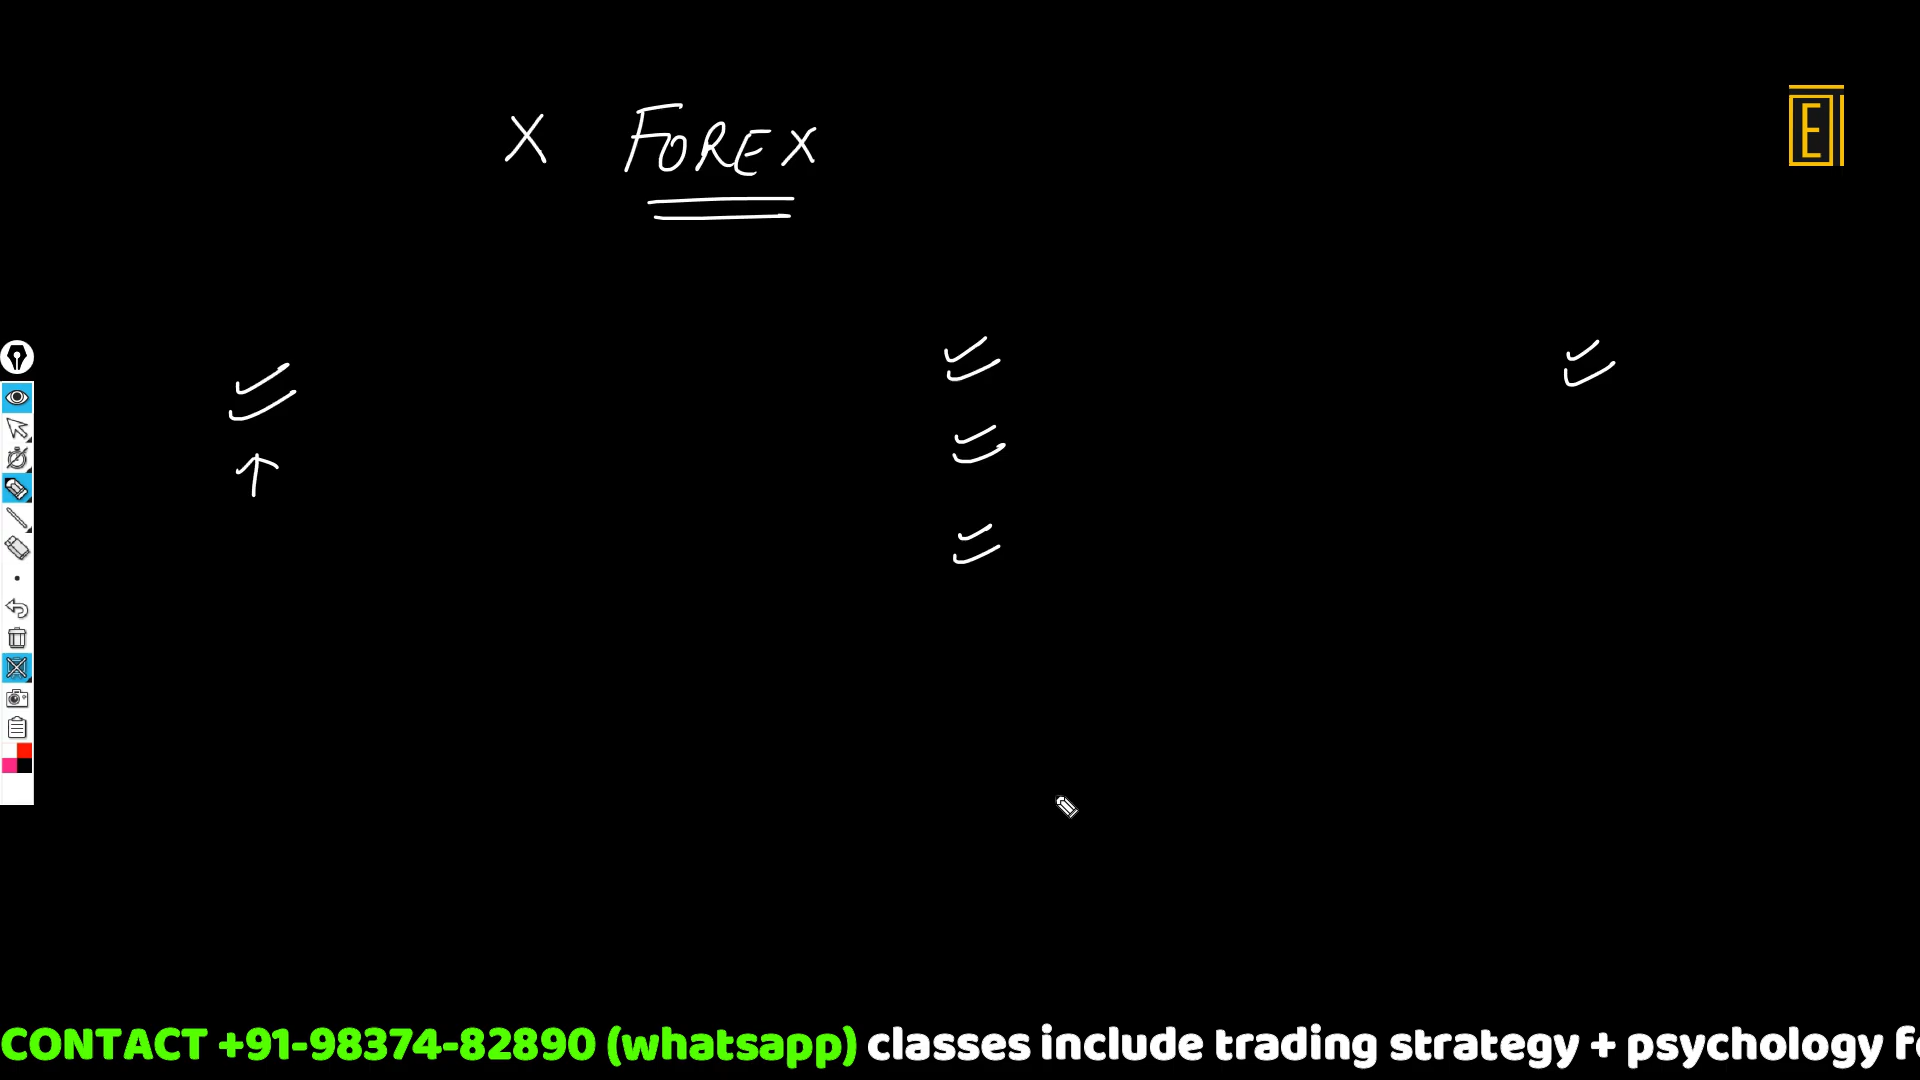 X FOREX
E
CONTACT +91-98374-82890 (whatsapp) classes include trading strategy + psychology